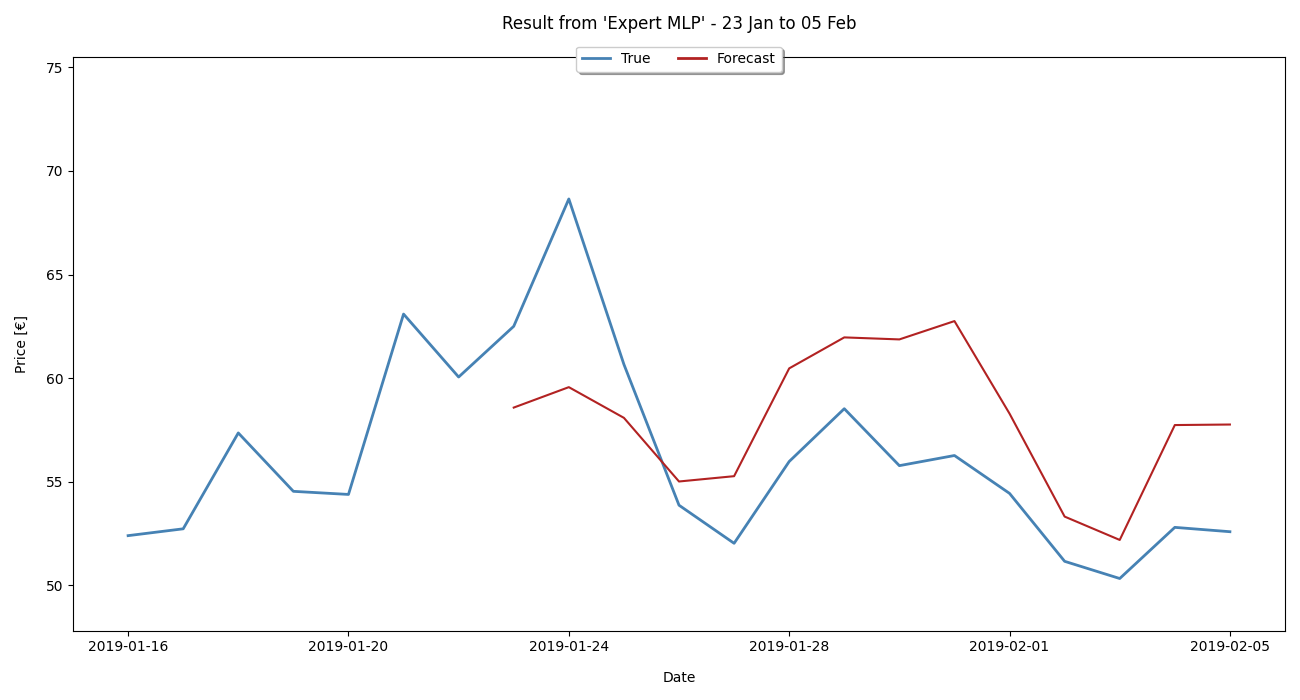 Result from 'Expert MLP' - 23 Jan to 05 Feb
True Forecast
75
70
65
60
55
50
Price [€]
2019-01-16 2019-01-20 2019-01-24 2019-01-28 2019-02-01 2019-02-05
Date